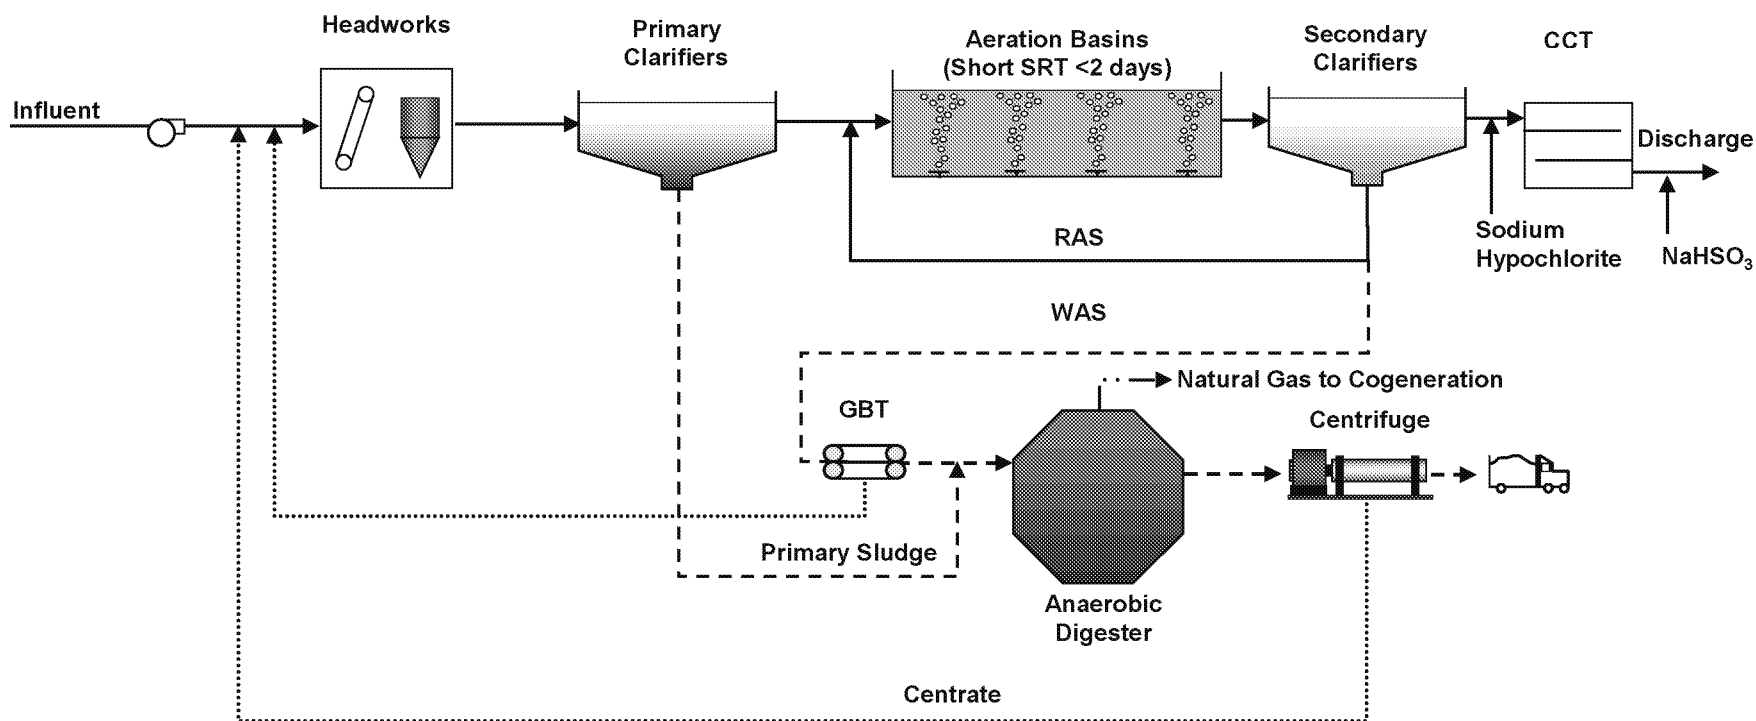 Headworks
Primary
Clarifiers
Aeration Basins
(Short SRT <2 days)
Secondary
Clarifiers
CCT
Influent
Discharge
RAS
Sodium
Hypochlorite
NaHSO₃
WAS
Natural Gas to Cogeneration
GBT
Centrifuge
Primary Sludge
Anaerobic
Digester
Centrate